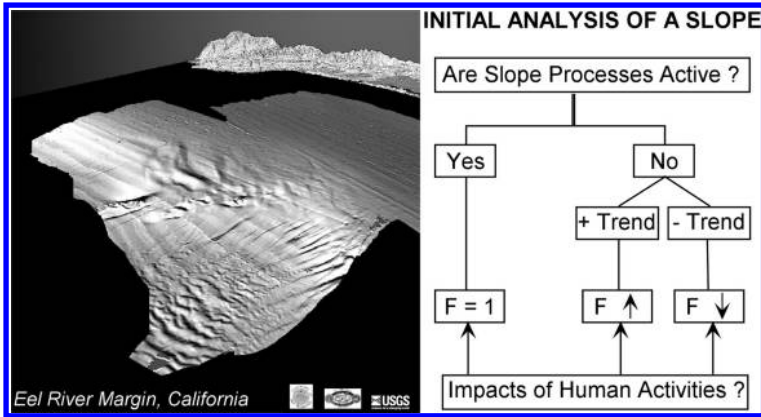 INITIAL ANALYSIS OF A SLOPE
Are Slope Processes Active ?
Yes
No
+ Trend
- Trend
F = 1
F ↑
F ↓
Impacts of Human Activities ?
Eel River Margin, California
USGS